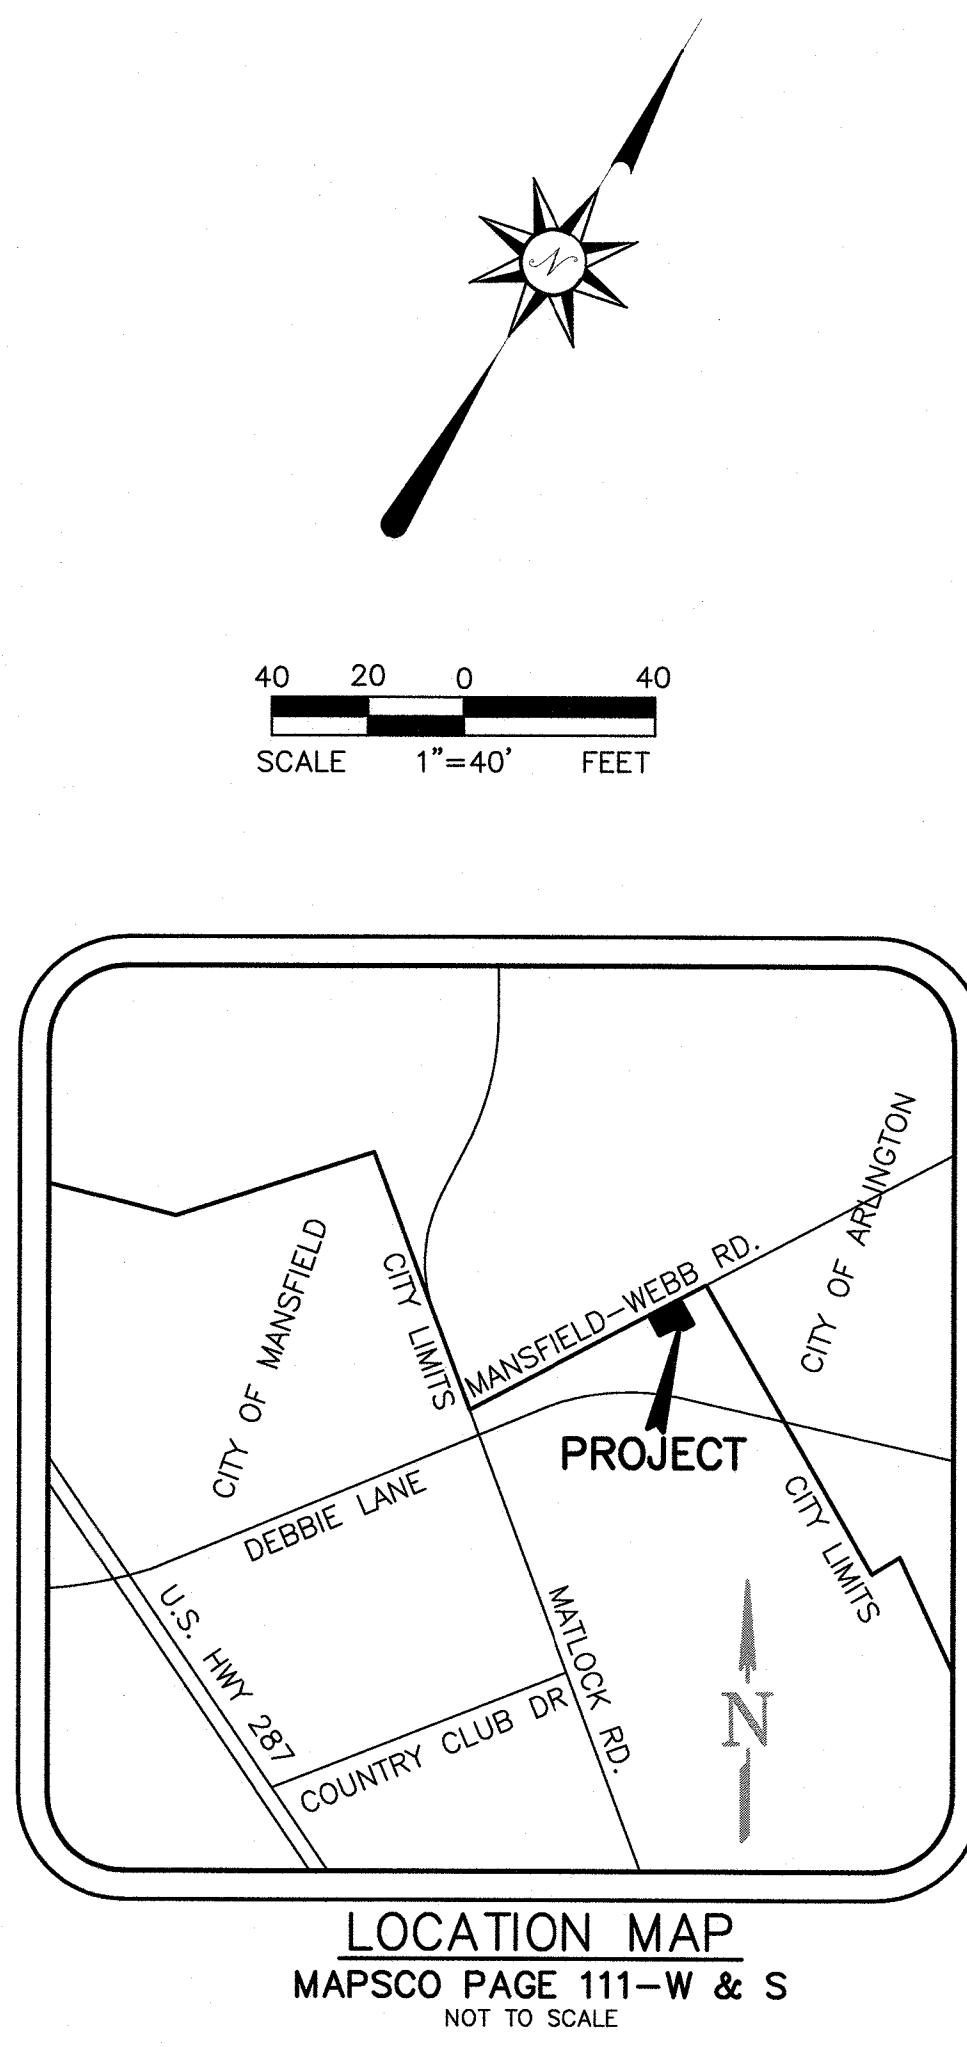 N
40 20 0 40
SCALE 1"=40' FEET
CITY OF MANSFIELD
CITY LIMITS
MANSFIELD-WEBB RD.
CITY OF ARLINGTON
PROJECT
DEBBIE LANE
CITY LIMITS
U.S. HWY 287
MATLOCK RD.
COUNTRY CLUB DR
N
LOCATION MAP
MAPSCO PAGE 111-W & S
NOT TO SCALE